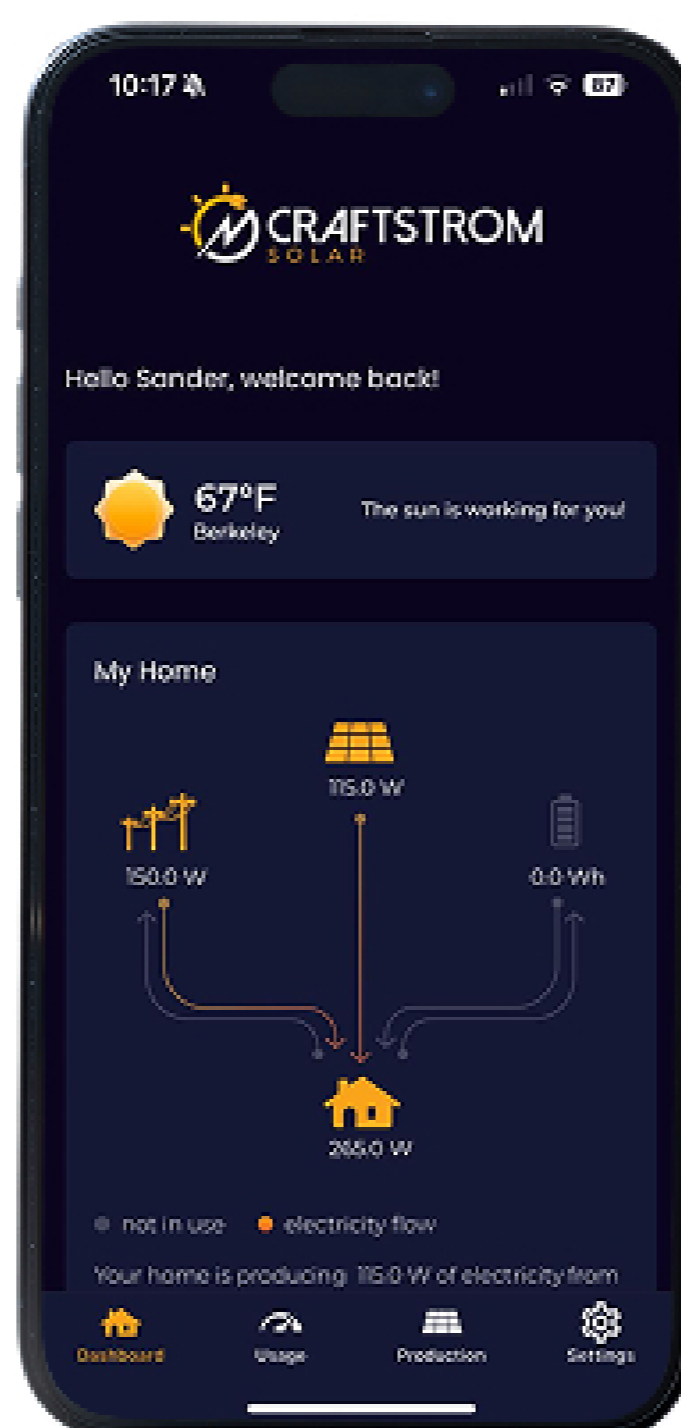 10:17
67
CRAFTSTROM
SOLAR
Hello Sander, welcome back!
67°F
Berkeley
The sun is working for you!
My Home
115.0 W
150.0 W
0.0 Wh
265.0 W
not in use
electricity flow
Your home is producing 115.0 W of electricity from
Dashboard
Usage
Production
Settings